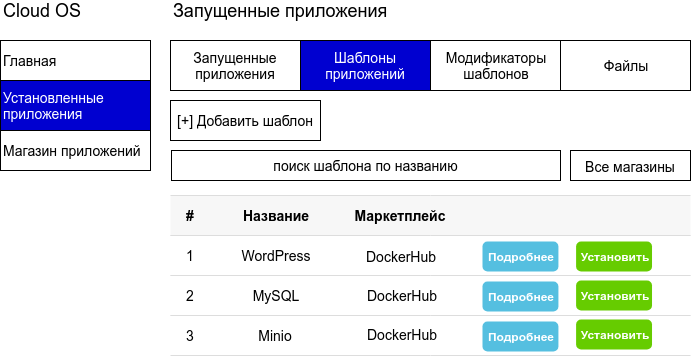 Cloud OS
Запущенные приложения
Главная
Установленные
приложения
Магазин приложений
Запущенные
приложения
Шаблоны
приложений
Модификаторы
шаблонов
Файлы
[+] Добавить шаблон
поиск шаблона по названию
Все магазины
# Название Маркетплейс
1 WordPress DockerHub Подробнее Установить
2 MySQL DockerHub Подробнее Установить
3 Minio DockerHub Подробнее Установить